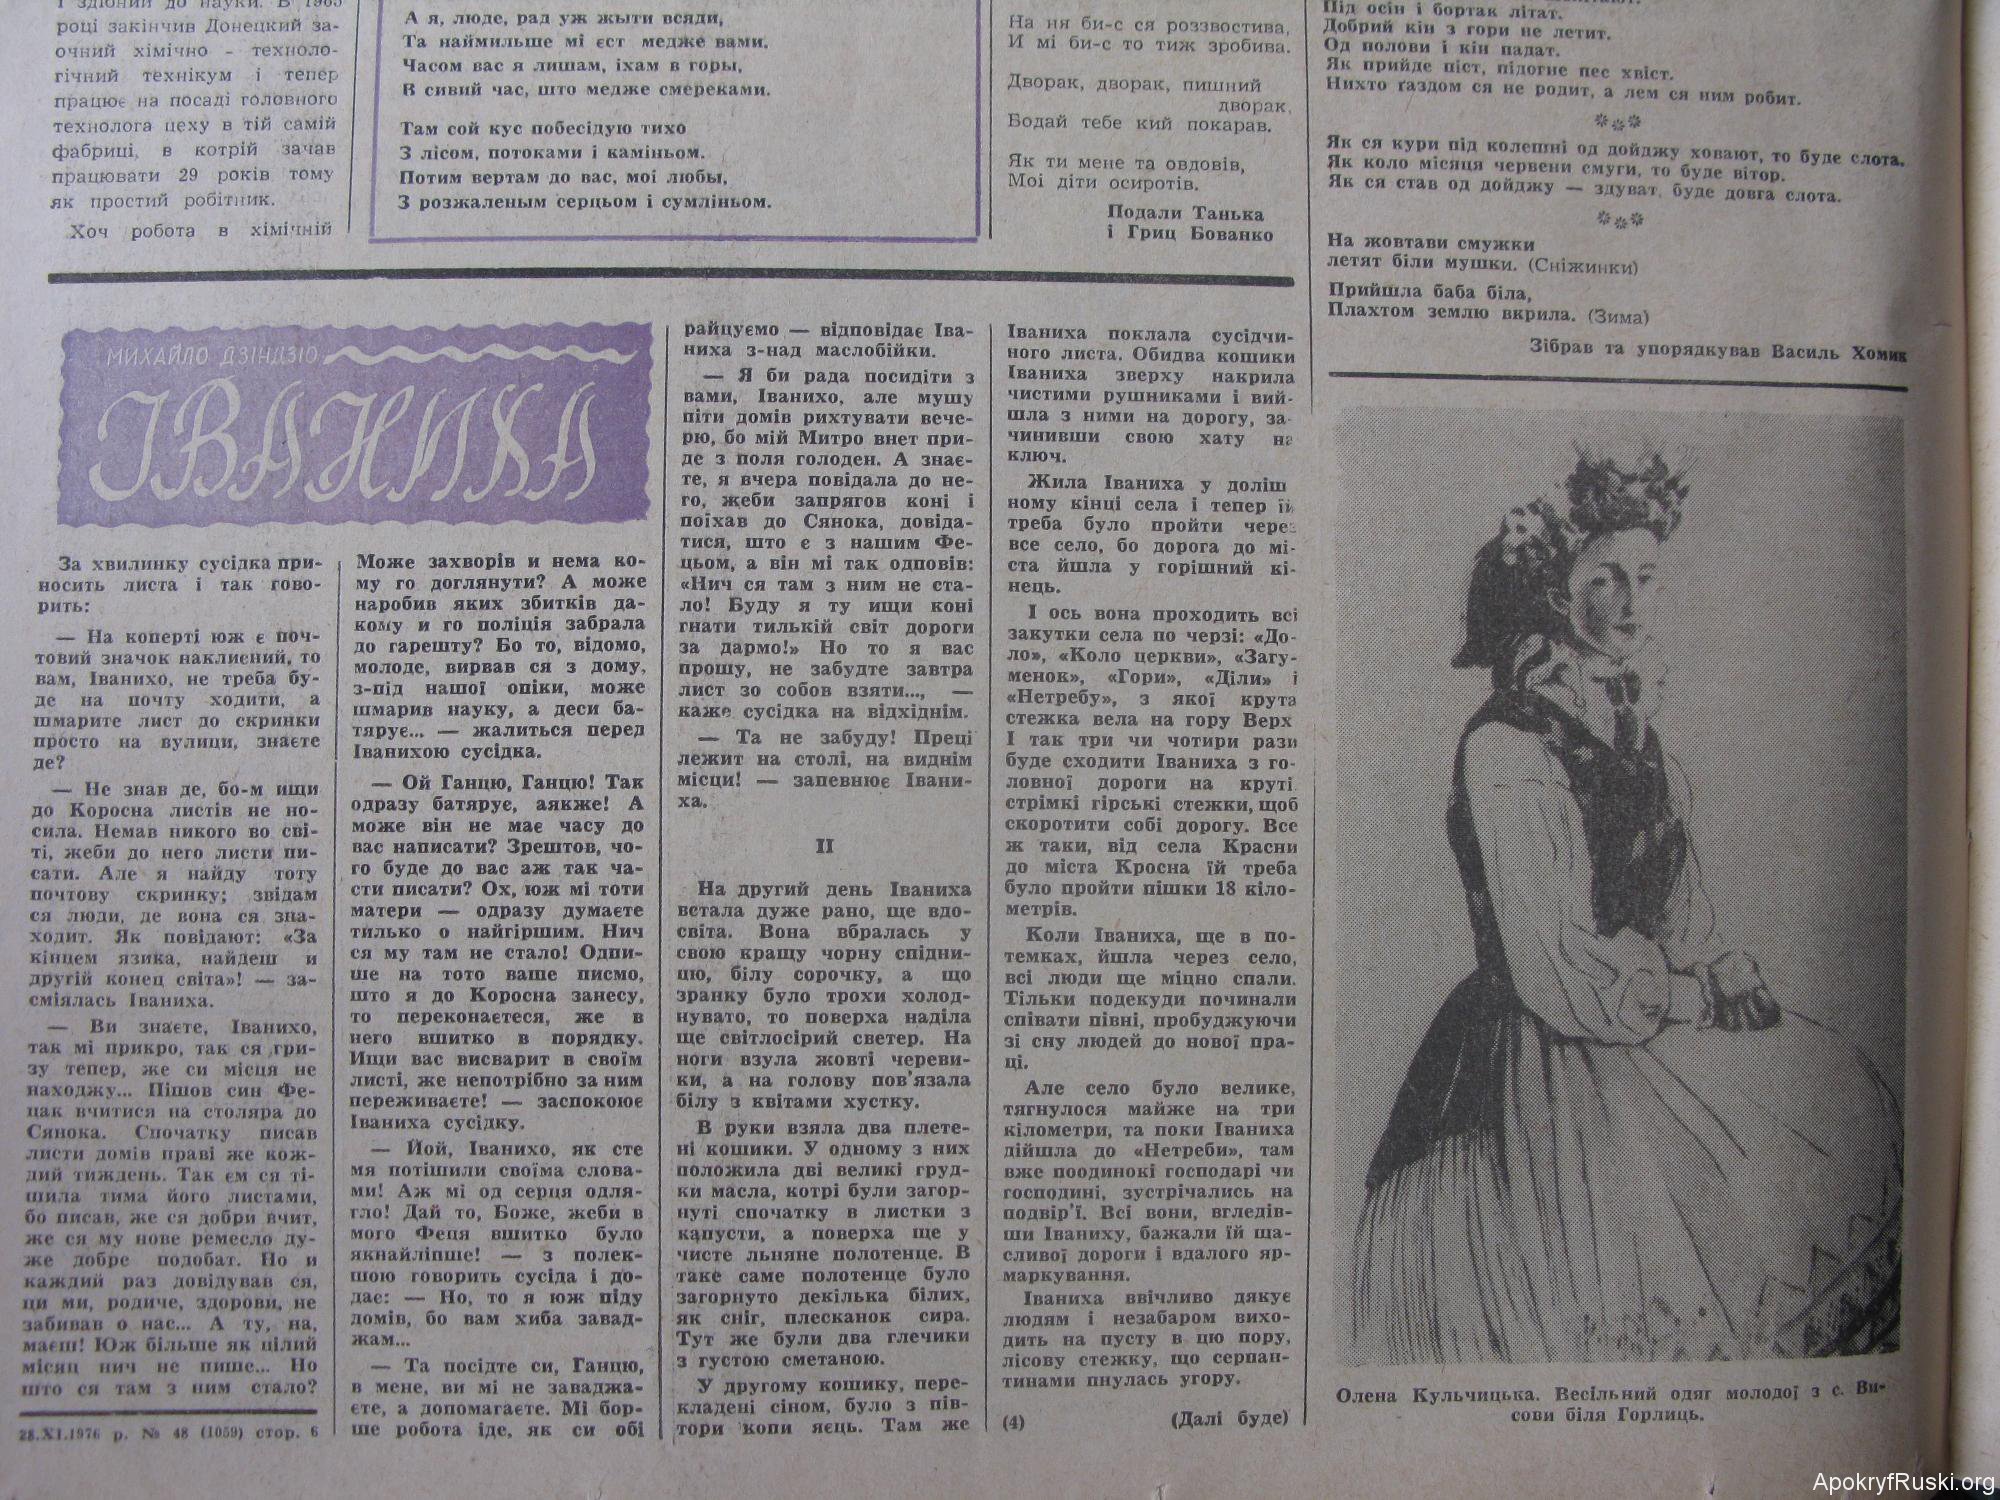 році закінчив Донецкий за-
очний хімічно - техноло-
гічний технікум і тепер
працює на посаді головного
технолога цеху в тій самій
фабриці, в котрій зачав
працювати 29 років тому
як простий робітник.
Хоч робота в хімічній
А я, люде, рад уж жыти всяди,
Та наймильше мі єст медже вами.
Часом вас я лишам, іхам в горы,
В сивий час, што медже смереками.
Там сой кус побесідую тихо
З лісом, потоками і каміньом.
Потим вертам до вас, мої любы,
З розжаленым серцьом і сумліньом.
На ня би-с ся роззвостива,
И мі би-с то тиж зробива.
Дворак, дворак, пишний
дворак,
Бодай тебе кий покарав.
Як ти мене та овдовів,
Мої діти осиротів.
Подали Танька
і Гриц Бованко
Під осін і бортак літат.
Добрий кін з гори не летит.
Од полови і кін падат.
Як прийде піст, підогне пес хвіст.
Нихто ґаздом ся не родит, а лем ся ним робит.
***
Як ся кури під колешні од дойджу ховают, то буде слота.
Як коло місяця червени смуги, то буде вітор.
Як ся став од дойджу — здуват, буде довга слота.
***
На жовтави смужки
летят біли мушки. (Сніжинки)
Прийшла баба біла,
Плахтом землю вкрила. (Зима)
Зібрав та упорядкував Василь Хомик
МИХАЙЛО ДЗІНДЗІО
ІВАНИХА
За хвилинку сусідка при-
носить листа і так гово-
рить:
— На коперті юж є поч-
товий значок наклисний, то
вам, Іванихо, не треба бу-
де на почту ходити, а
шмарите лист до скринки
просто на вулици, знаєте
де?
— Не знав де, бо-м ищи
до Коросна листів не но-
сила. Немав никого во сві-
ті, жеби до него листи пи-
сати. Але я найду тоту
почтову скринку; звідам
ся люди, де вона ся зна-
ходит. Як повідают: «За
кінцем язика, найдеш и
другій конец світа»! — за-
сміялась Іваниха.
— Ви знаєте, Іванихо,
так мі прикро, так ся гри-
зу тепер, же си місця не
находжу... Пішов син Фе-
цак вчитися на столяра до
Сянока. Спочатку писав
листи домів праві же кож-
дий тиждень. Так єм ся ті-
шила тима його листами,
бо писав, же ся добри вчит,
же ся му нове ремесло ду-
же добре подобат. Но и
каждий раз довідував ся,
ци ми, родиче, здорови, не
забивав о нас... А ту, на,
маєш! Юж більше як цілий
місяц нич не пише... Но
што ся там з ним стало?
28.XI.1976 р. № 48 (1059) стор. 6
Може захворів и нема ко-
му го доглянути? А може
наробив яких збитків да-
кому и го поліція забрала
до гарешту? Бо то, відомо,
молоде, вирвав ся з дому,
з-під нашої опіки, може
шмарив науку, а деси ба-
тярує... — жалиться перед
Іванихою сусідка.
— Ой Ганцю, Ганцю! Так
одразу батярує, аякже! А
може він не має часу до
вас написати? Зрештов, чо-
го буде до вас аж так ча-
сти писати? Ох, юж мі тоти
матери — одразу думаєте
тилько о найгіршим. Нич
ся му там не стало! Одпи-
ше на тото ваше писмо,
што я до Коросна занесу,
то переконаєтеся, же в
него вшитко в порядку.
Ищи вас висварит в своїм
листі, же непотрібно за ним
переживаєте! — заспокоює
Іваниха сусідку.
— Йой, Іванихо, як сте
мя потішили своїма слова-
ми! Аж мі од серця одля-
гло! Дай то, Боже, жеби в
мого Феця вшитко було
якнайліпше! — з полек-
шою говорить сусіда і до-
дає: — Но, то я юж піду
домів, бо вам хиба завад-
жам...
— Та посідте си, Ганцю,
в мене, ви мі не заваджа-
єте, а допомагаєте. Мі бор-
ше робота іде, як си обі
райцуємо — відповідає Іва-
ниха з-над маслобійки.
— Я би рада посидіти з
вами, Іванихо, але мушу
піти домів рихтувати вече-
рю, бо мій Митро внет при-
де з поля голоден. А знає-
те, я вчера повідала до не-
го, жеби запрягов коні і
поїхав до Сянока, довіда-
тися, што є з нашим Фе-
цьом, а він мі так одповів:
«Нич ся там з ним не ста-
ло! Буду я ту ищи коні
гнати тилькій світ дороги
за дармо!» Но то я вас
прошу, не забудте завтра
лист зо собов взяти..., —
каже сусідка на відхіднім.
— Та не забуду! Преці
лежит на столі, на виднім
місци! — запевнює Івани-
ха.
II
На другий день Іваниха
встала дуже рано, ще вдо-
світа. Вона вбралась у
свою кращу чорну спідни-
цю, білу сорочку, а що
зранку було трохи холод-
нувато, то поверха наділа
ще світлосірий светер. На
ноги взула жовті череви-
ки, а на голову пов'язала
білу з квітами хустку.
В руки взяла два плете-
ні кошики. У одному з них
положила дві великі груд-
ки масла, котрі були загор-
нуті спочатку в листки з
капусти, а поверха ще у
чисте льняне полотенце. В
таке саме полотенце було
загорнуто декілька білих,
як сніг, плесканок сира.
Тут же були два глечики
з густою сметаною.
У другому кошику, пере-
кладені сіном, було з пів-
тори копи яєць. Там же
Іваниха поклала сусідчи-
ного листа. Обидва кошики
Іваниха зверху накрила
чистими рушниками і вий-
шла з ними на дорогу, за-
чинивши свою хату на
ключ.
Жила Іваниха у доліш
ному кінці села і тепер їй
треба було пройти через
все село, бо дорога до мі-
ста йшла у горішний кі-
нець.
І ось вона проходить всі
закутки села по черзі: «До-
ло», «Коло церкви», «Загу-
менок», «Гори», «Діли» і
«Нетребу», з якої крута
стежка вела на гору Верх
І так три чи чотири рази
буде сходити Іваниха з го-
ловної дороги на круті
стрімкі гірські стежки, щоб
скоротити собі дорогу. Все
ж таки, від села Красни
до міста Кросна їй треба
було пройти пішки 18 кіло-
метрів.
Коли Іваниха, ще в по-
темках, йшла через село,
всі люди ще міцно спали.
Тільки подекуди починали
співати півні, пробуджуючи
зі сну людей до нової пра-
ці.
Але село було велике,
тягнулося майже на три
кілометри, та поки Іваниха
дійшла до «Нетреби», там
вже поодинокі господарі чи
господині, зустрічались на
подвір'ї. Всі вони, вгледів-
ши Іваниху, бажали їй ща-
сливої дороги і вдалого яр-
маркування.
Іваниха ввічливо дякує
людям і незабаром вихо-
дить на пусту в цю пору,
лісову стежку, що серпан-
тинами пнулась угору.
(4) (Далі буде)
Олена Кульчицька. Весільний одяг молодої з с. Ви-
сови біля Горлиць.
ApokryfRuski.org